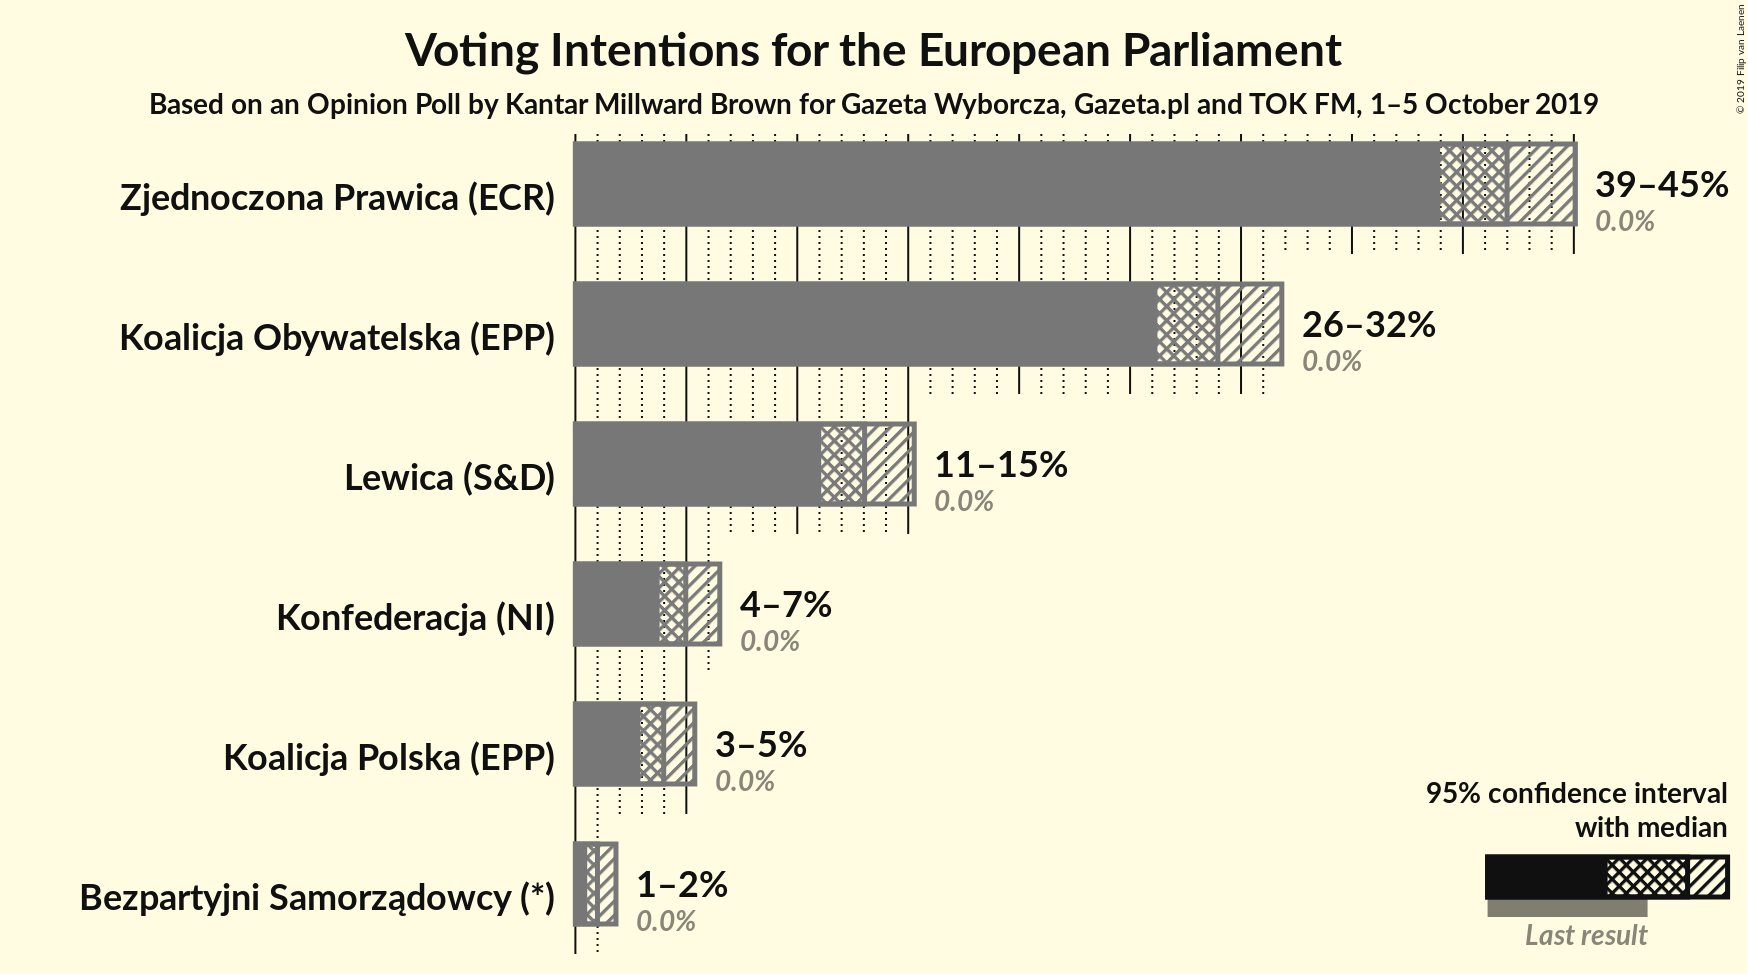 Voting Intentions for the European Parliament
Based on an Opinion Poll by Kantar Millward Brown for Gazeta Wyborcza, Gazeta.pl and TOK FM, 1–5 October 2019
© 2019 Filip van Laenen
Zjednoczona Prawica (ECR)
39–45%
0.0%
Koalicja Obywatelska (EPP)
26–32%
0.0%
Lewica (S&D)
11–15%
0.0%
Konfederacja (NI)
4–7%
0.0%
Koalicja Polska (EPP)
3–5%
0.0%
Bezpartyjni Samorządowcy (*)
1–2%
0.0%
95% confidence interval
with median
Last result